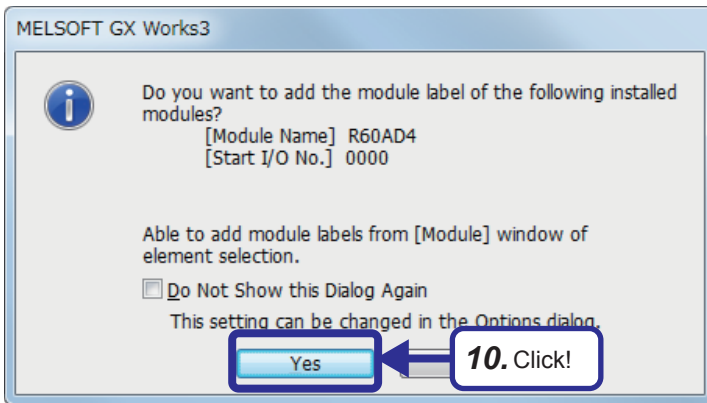 MELSOFT GX Works3
Do you want to add the module label of the following installed
modules?
[Module Name] R60AD4
[Start I/O No.] 0000
Able to add module labels from [Module] window of
element selection.
Do Not Show this Dialog Again
This setting can be changed in the Options dialog.
Yes
10. Click!